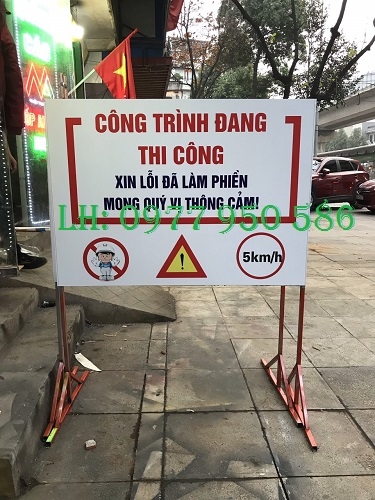 CÔNG TRÌNH ĐANG
THI CÔNG
XIN LỖI ĐÃ LÀM PHIỀN
MONG QUÝ VỊ THÔNG CẢM!
LH: 0977 950 586
5km/h